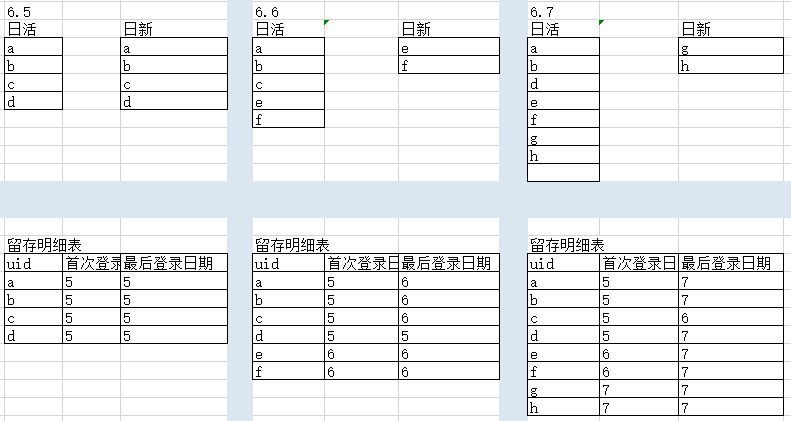 6.5 6.6 6.7
日活 日新 日活 日新 日活 日新
a a a e a g
b b b f b h
c c c d
d d e e
f f
g
h
留存明细表 留存明细表 留存明细表
uid 首次登录 最后登录日期 uid 首次登录日 最后登录日期 uid 首次登录日 最后登录日期
a 5 5 a 5 6 a 5 7
b 5 5 b 5 6 b 5 7
c 5 5 c 5 6 c 5 6
d 5 5 d 5 5 d 5 7
e 6 6 e 6 7
f 6 6 f 6 7
g 7 7
h 7 7